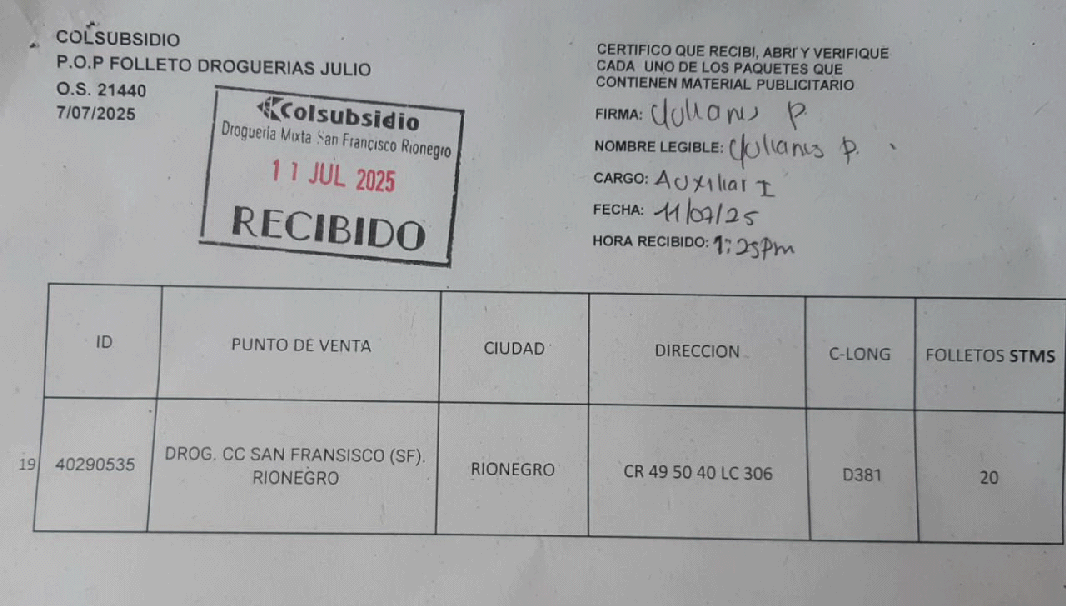 COLSUBSIDIO
P.O.P FOLLETO DROGUERIAS JULIO
O.S. 21440
7/07/2025
Colsubsidio
Droguería Mixta San Francisco Rionegro
11 JUL 2025
RECIBIDO
CERTIFICO QUE RECIBI, ABRI Y VERIFIQUE
CADA UNO DE LOS PAQUETES QUE
CONTIENEN MATERIAL PUBLICITARIO
FIRMA: Julianis P.
NOMBRE LEGIBLE: Julianis P.
CARGO: Auxiliar I
FECHA: 11/07/25
HORA RECIBIDO: 1:25pm
ID
PUNTO DE VENTA
CIUDAD
DIRECCION
C-LONG
FOLLETOS STMS
19
40290535
DROG. CC SAN FRANSISCO (SF).
RIONEGRO
RIONEGRO
CR 49 50 40 LC 306
D381
20